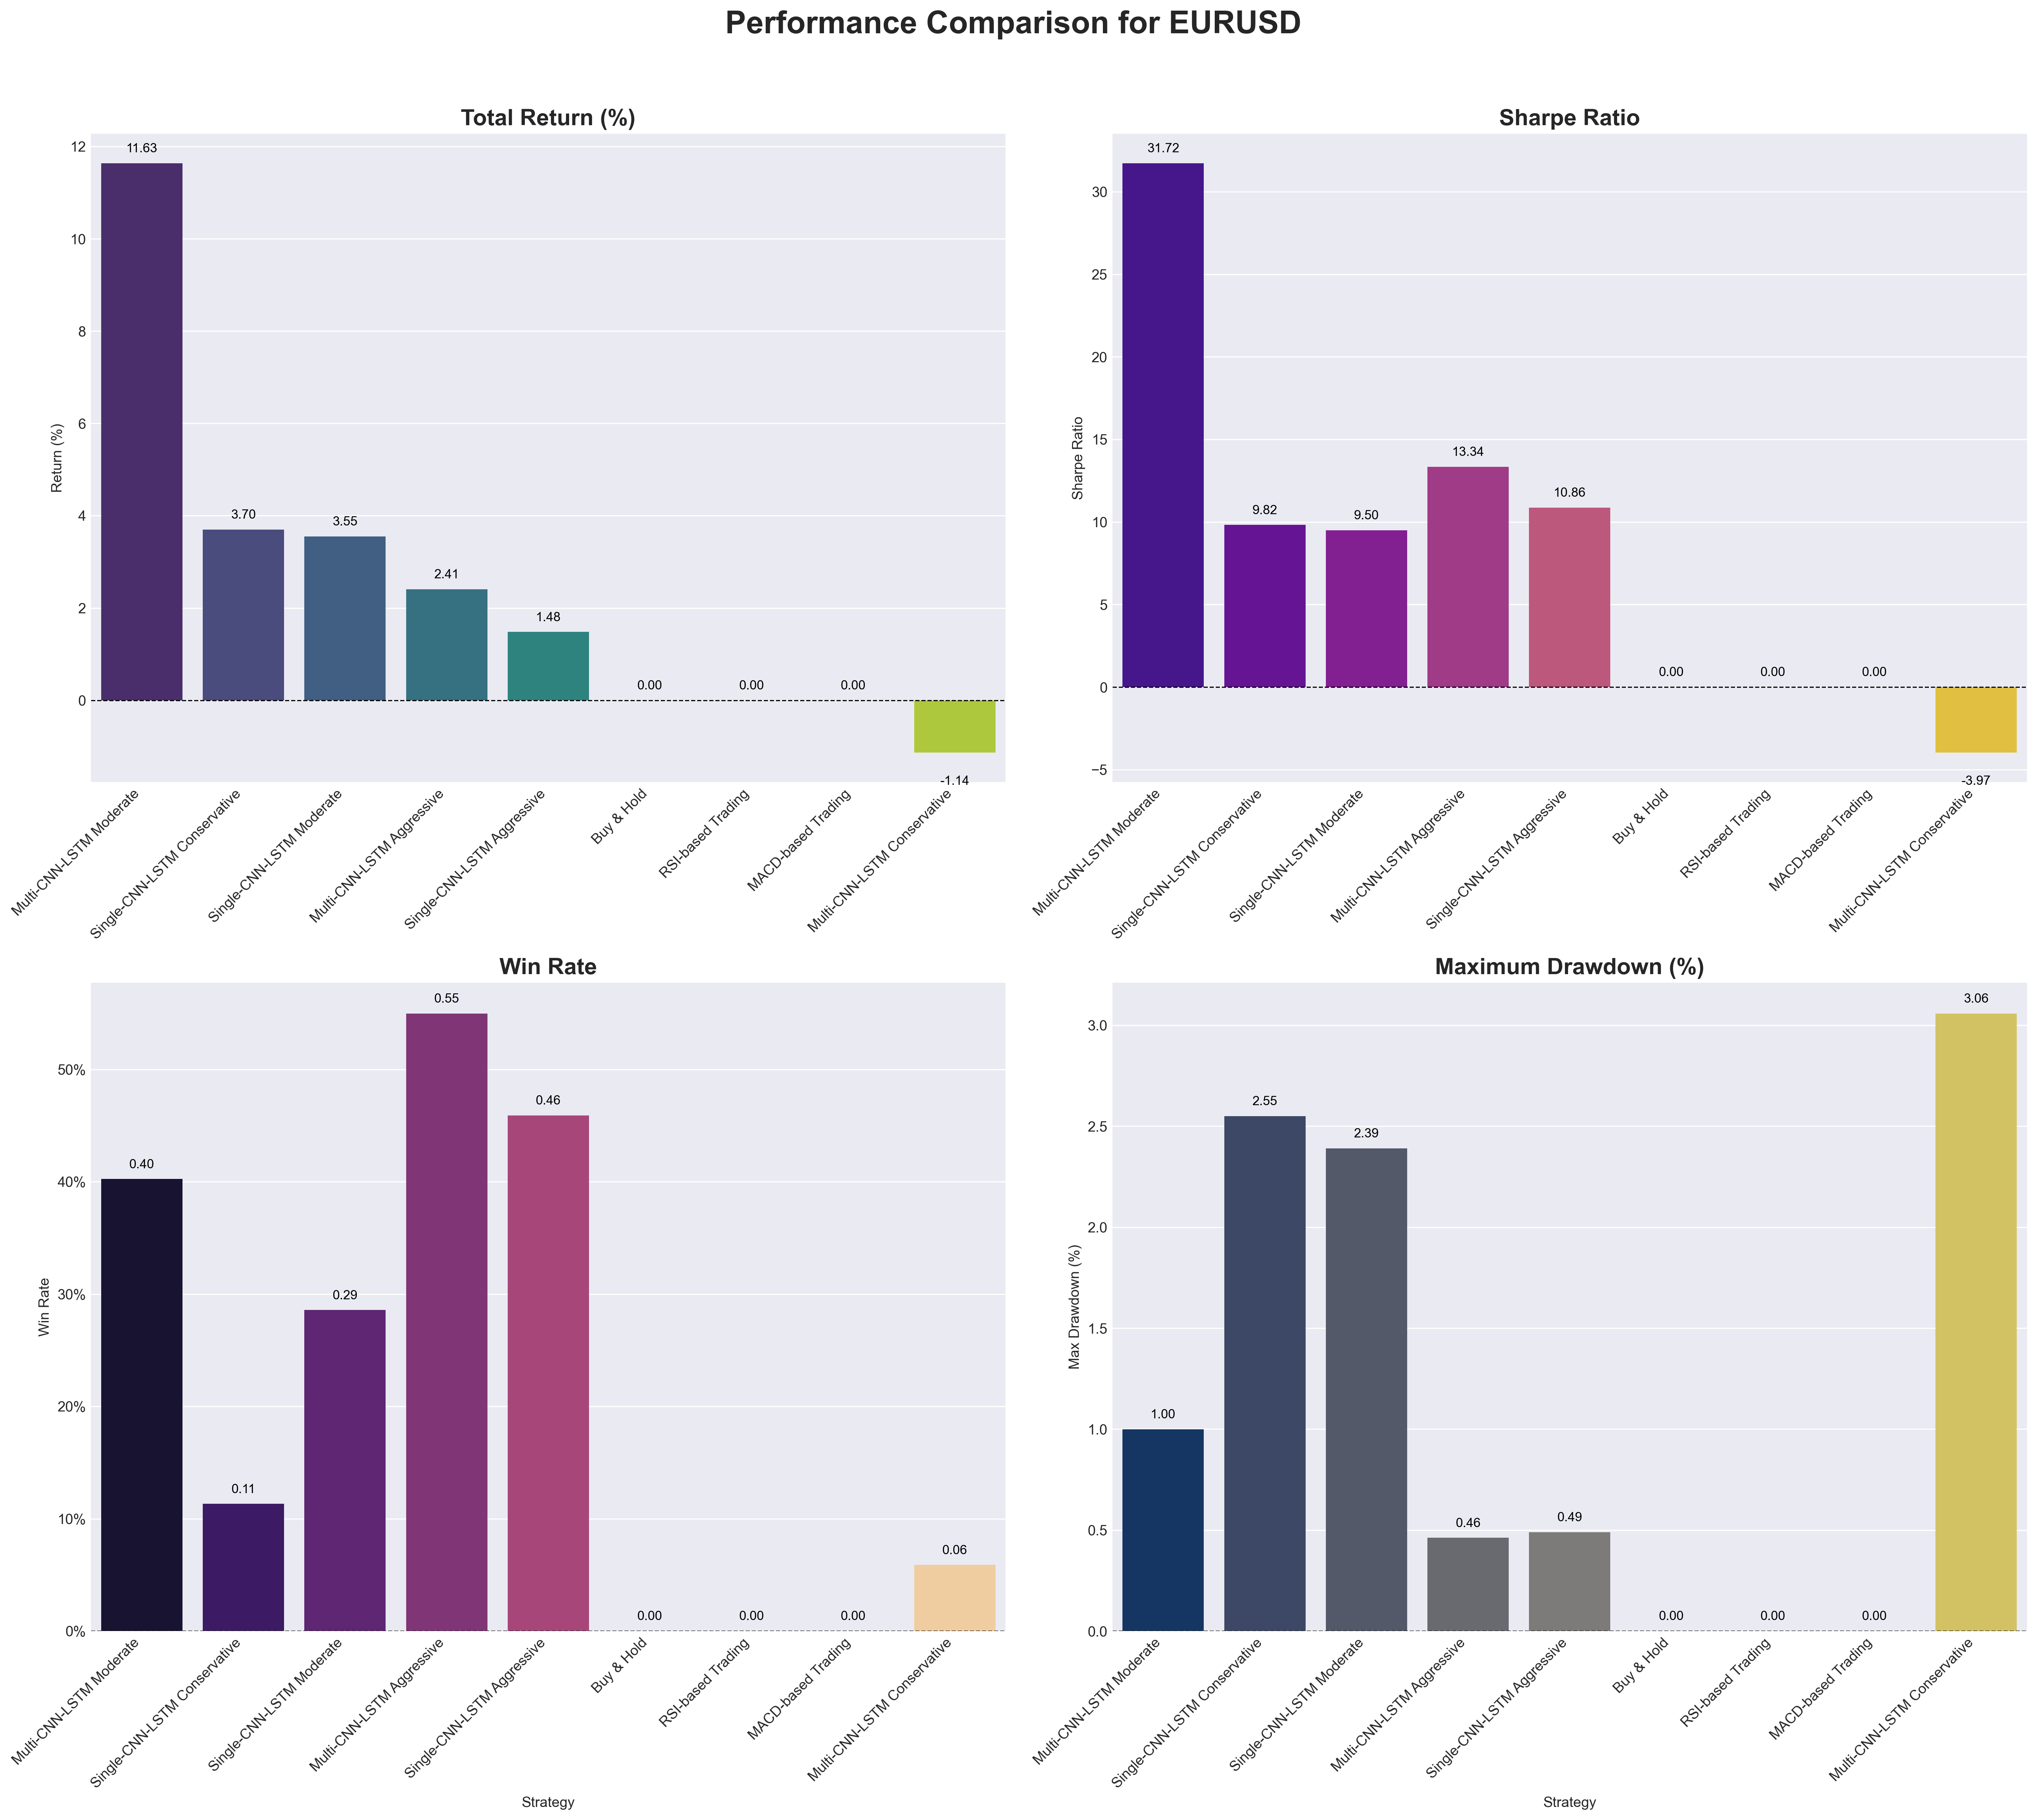 Performance Comparison for EURUSD
Total Return (%)
12
10
8
6
4
2
0
Return (%)
11.63
3.70
3.55
2.41
1.48
0.00
0.00
0.00
-1.14
Multi-CNN-LSTM Moderate
Single-CNN-LSTM Conservative
Single-CNN-LSTM Moderate
Multi-CNN-LSTM Aggressive
Single-CNN-LSTM Aggressive
Buy & Hold
RSI-based Trading
MACD-based Trading
Multi-CNN-LSTM Conservative
Sharpe Ratio
30
25
20
15
10
5
0
−5
Sharpe Ratio
31.72
9.82
9.50
13.34
10.86
0.00
0.00
0.00
-3.97
Multi-CNN-LSTM Moderate
Single-CNN-LSTM Conservative
Single-CNN-LSTM Moderate
Multi-CNN-LSTM Aggressive
Single-CNN-LSTM Aggressive
Buy & Hold
RSI-based Trading
MACD-based Trading
Multi-CNN-LSTM Conservative
Win Rate
50%
40%
30%
20%
10%
0%
Win Rate
0.40
0.11
0.29
0.55
0.46
0.00
0.00
0.00
0.06
Multi-CNN-LSTM Moderate
Single-CNN-LSTM Conservative
Single-CNN-LSTM Moderate
Multi-CNN-LSTM Aggressive
Single-CNN-LSTM Aggressive
Buy & Hold
RSI-based Trading
MACD-based Trading
Multi-CNN-LSTM Conservative
Strategy
Maximum Drawdown (%)
3.0
2.5
2.0
1.5
1.0
0.5
0.0
Max Drawdown (%)
1.00
2.55
2.39
0.46
0.49
0.00
0.00
0.00
3.06
Multi-CNN-LSTM Moderate
Single-CNN-LSTM Conservative
Single-CNN-LSTM Moderate
Multi-CNN-LSTM Aggressive
Single-CNN-LSTM Aggressive
Buy & Hold
RSI-based Trading
MACD-based Trading
Multi-CNN-LSTM Conservative
Strategy